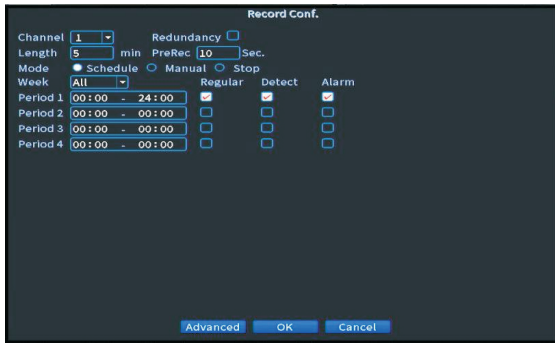 Record Conf.
Channel 1 Redundancy
Length 5 min PreRec 10 Sec.
Mode Schedule Manual Stop
Week All Regular Detect Alarm
Period 1 00:00 - 24:00
Period 2 00:00 - 00:00
Period 3 00:00 - 00:00
Period 4 00:00 - 00:00
Advanced OK Cancel